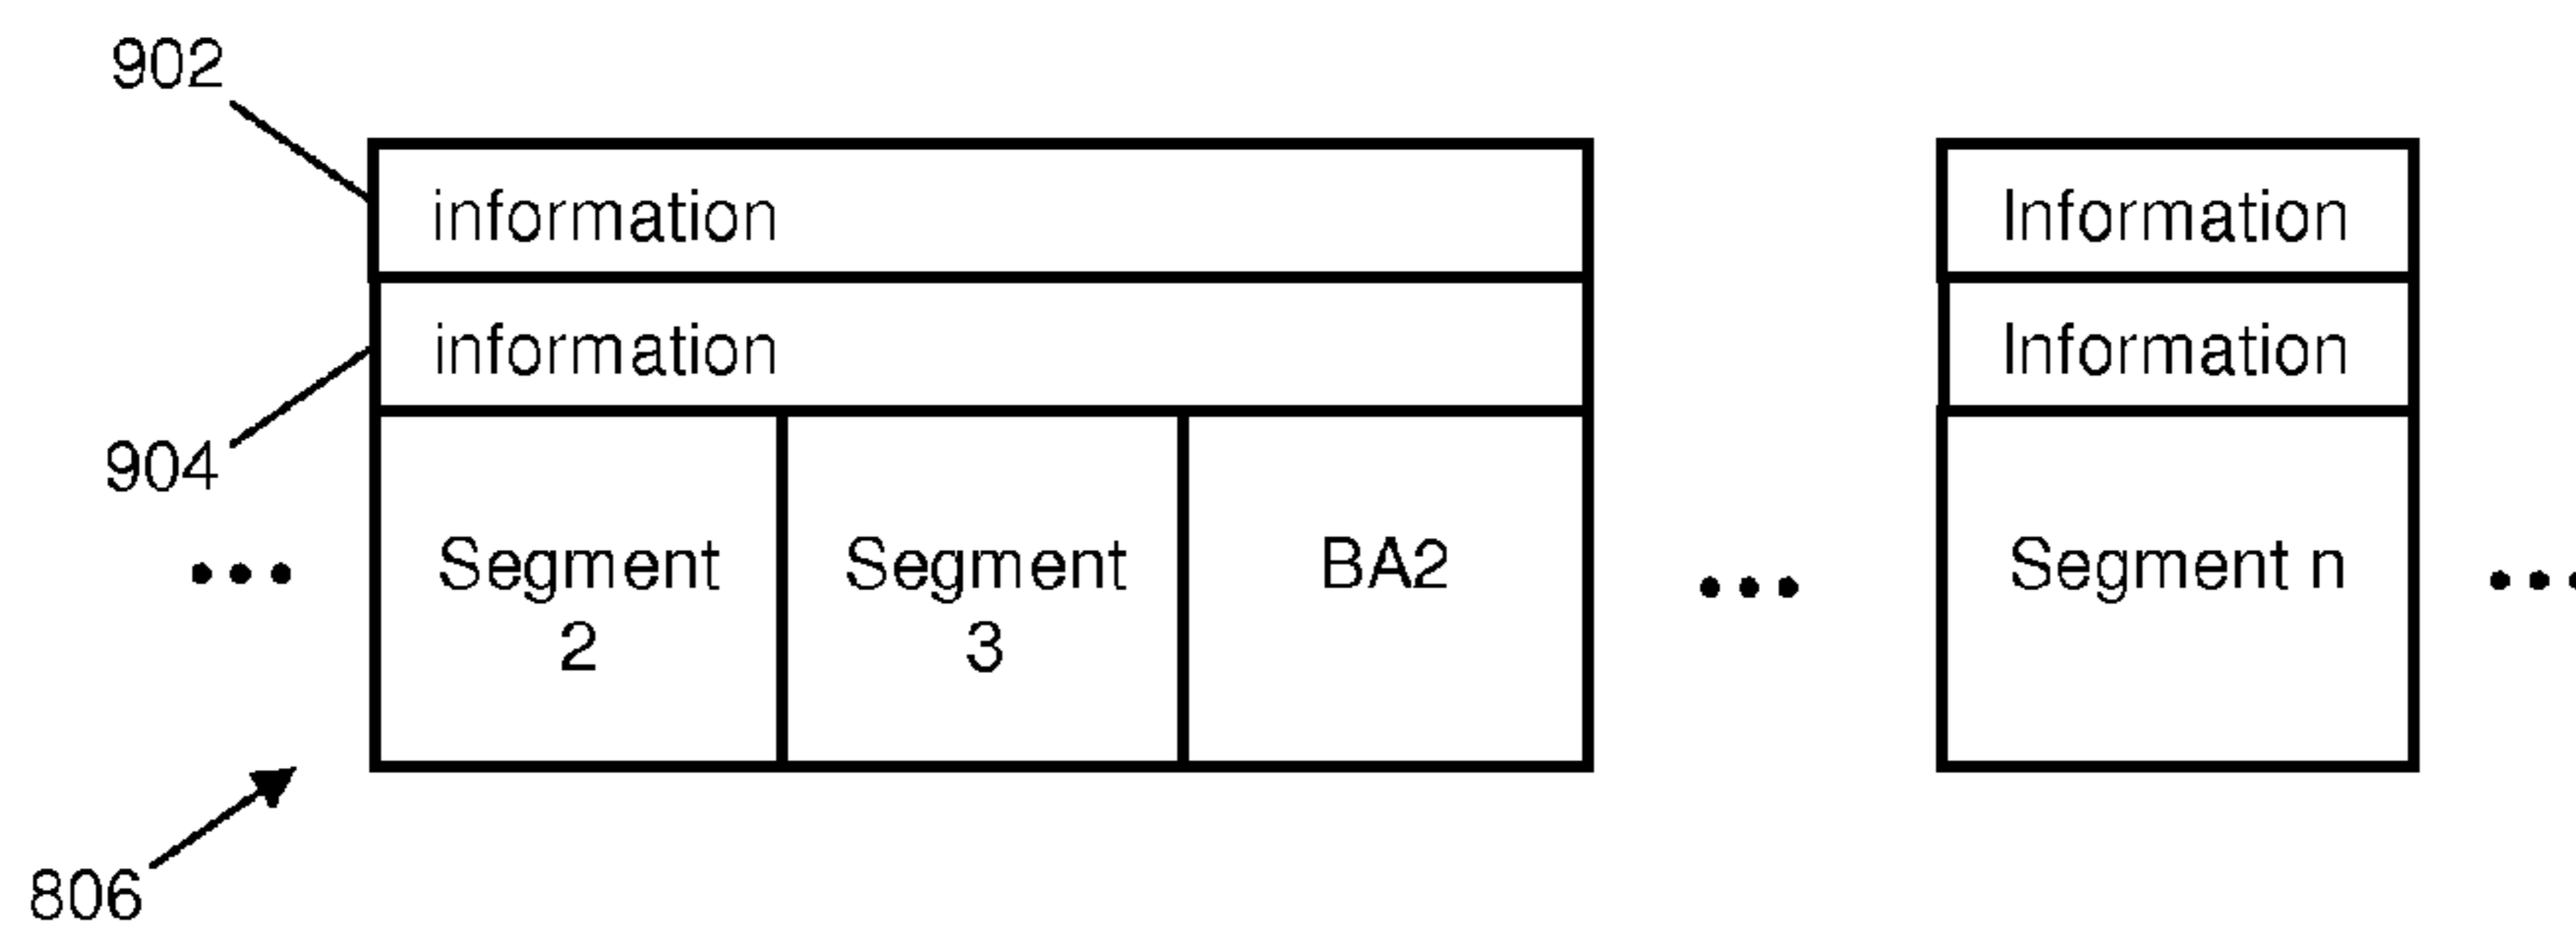 902
information
Information
information
Information
904
Segment
2
Segment
3
BA2
Segment n
806